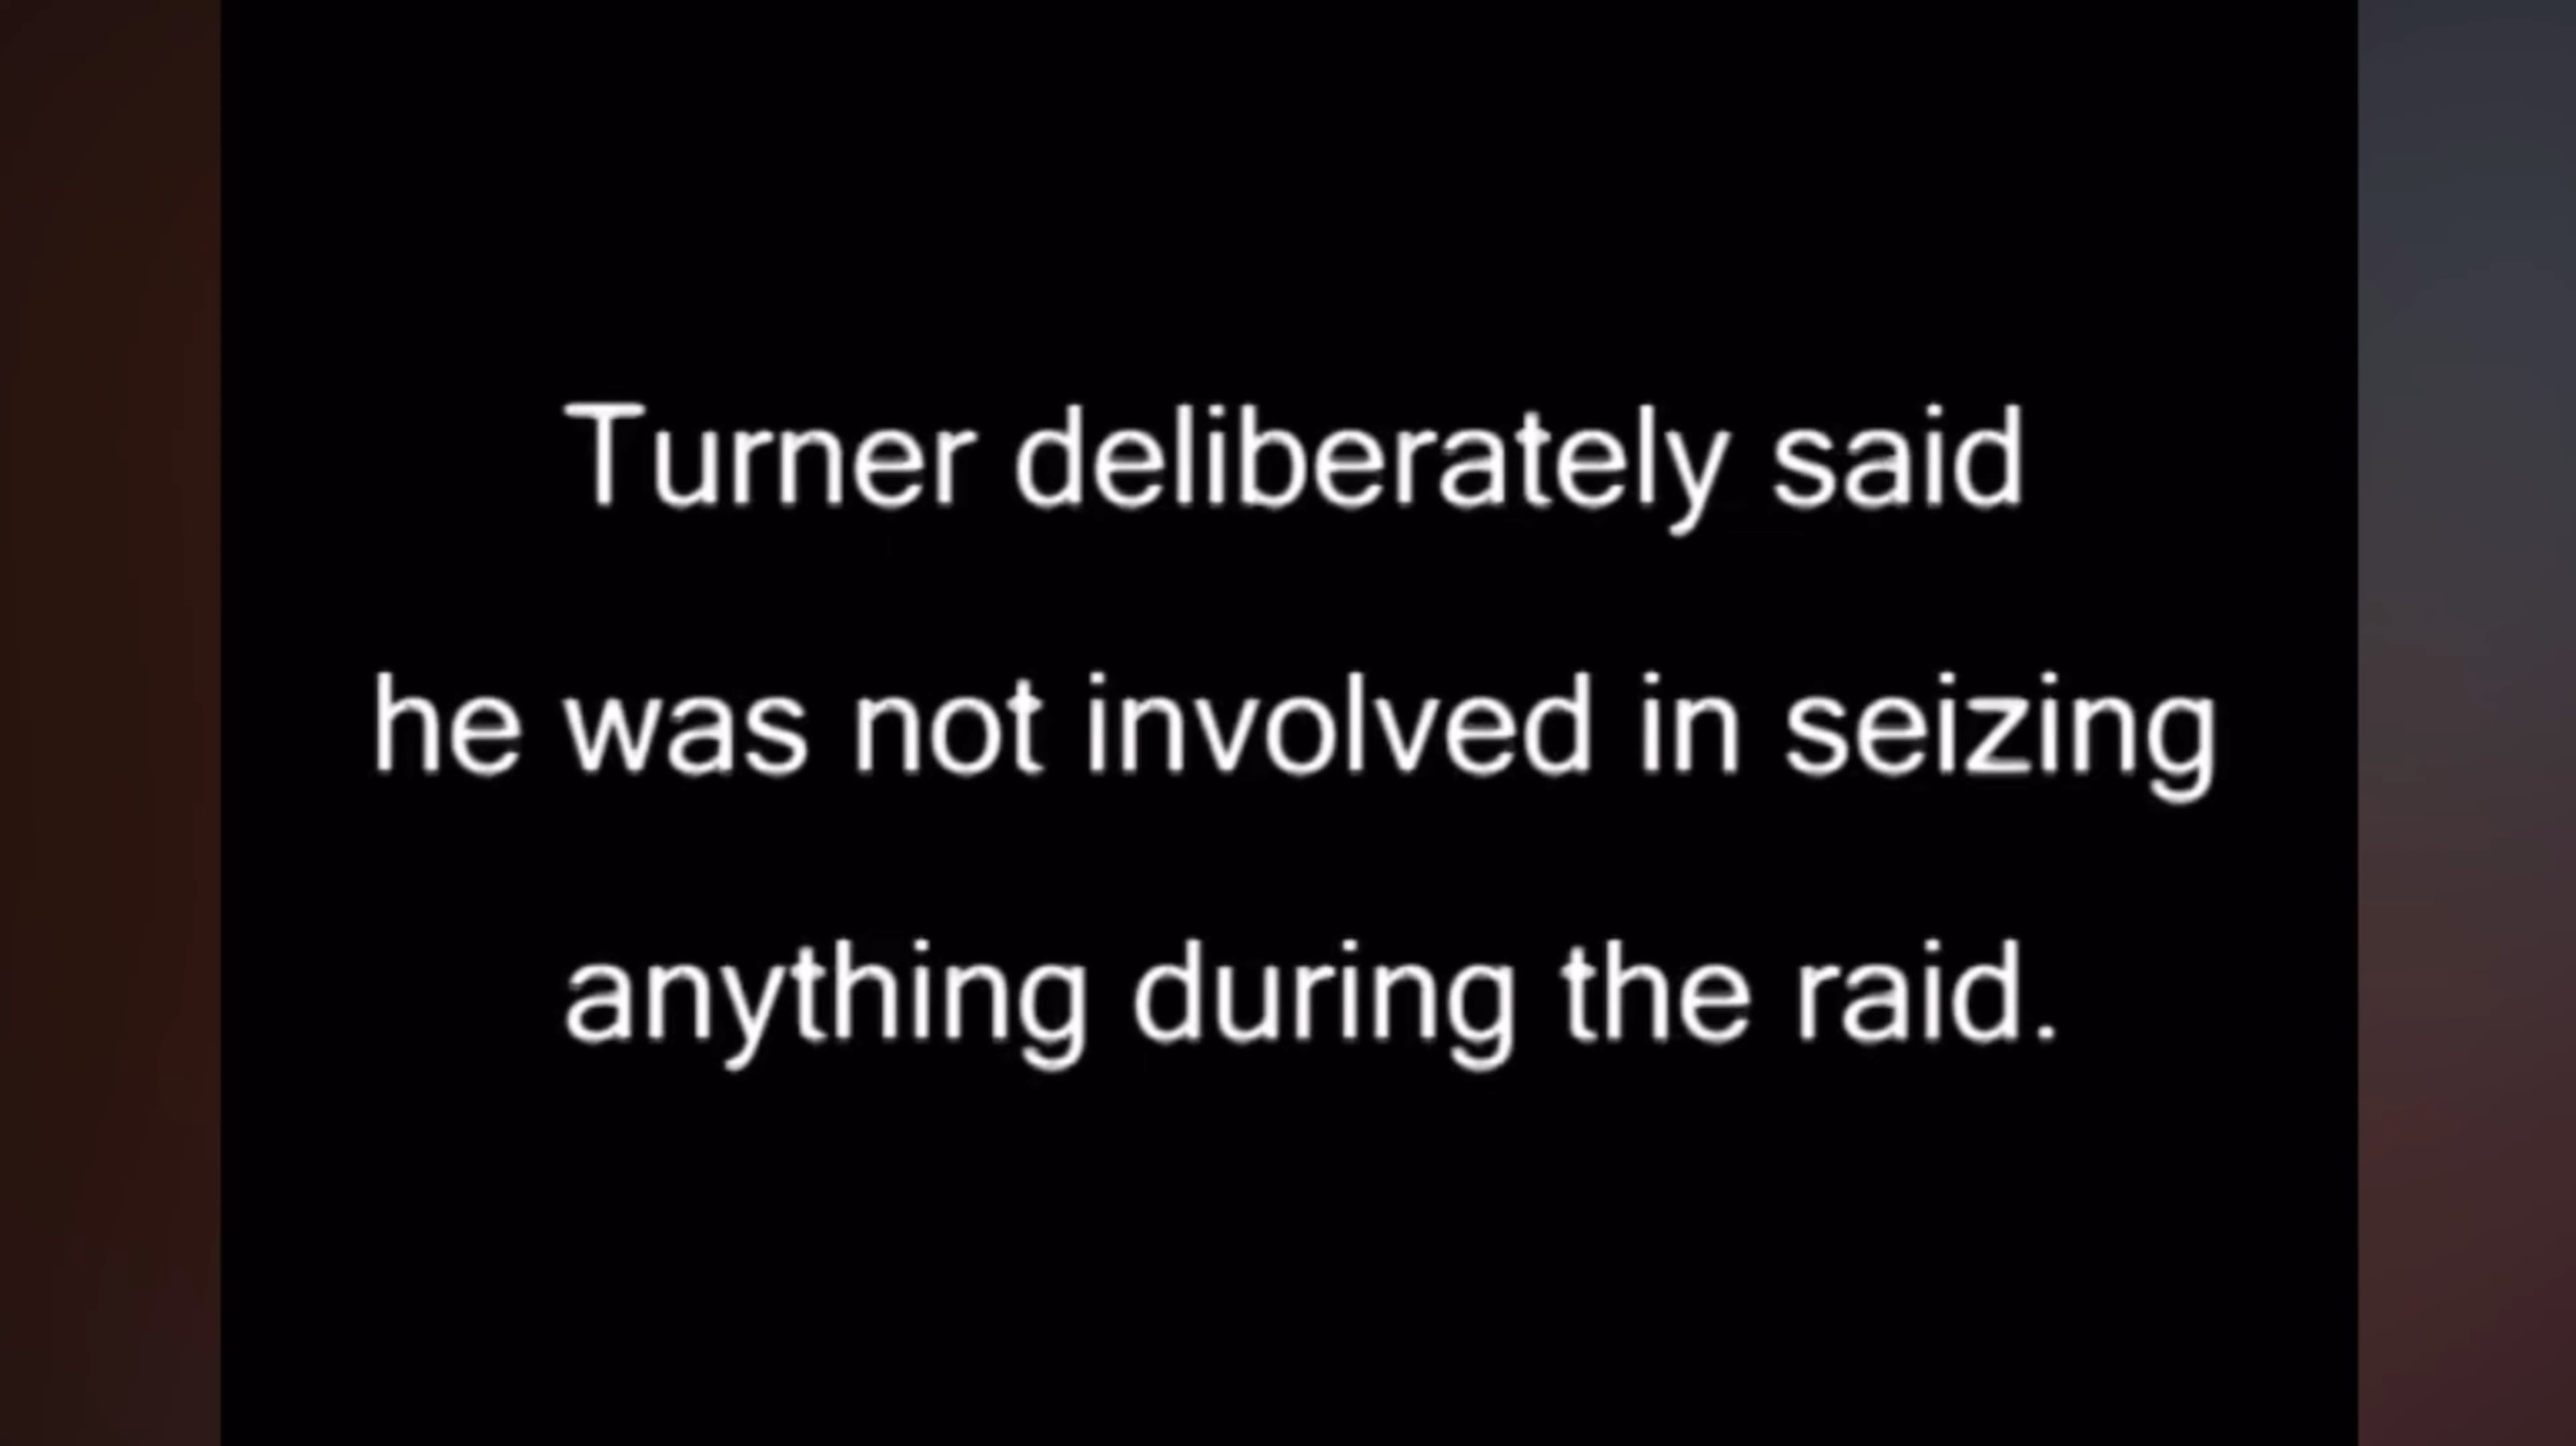 Turner deliberately said
he was not involved in seizing
anything during the raid.